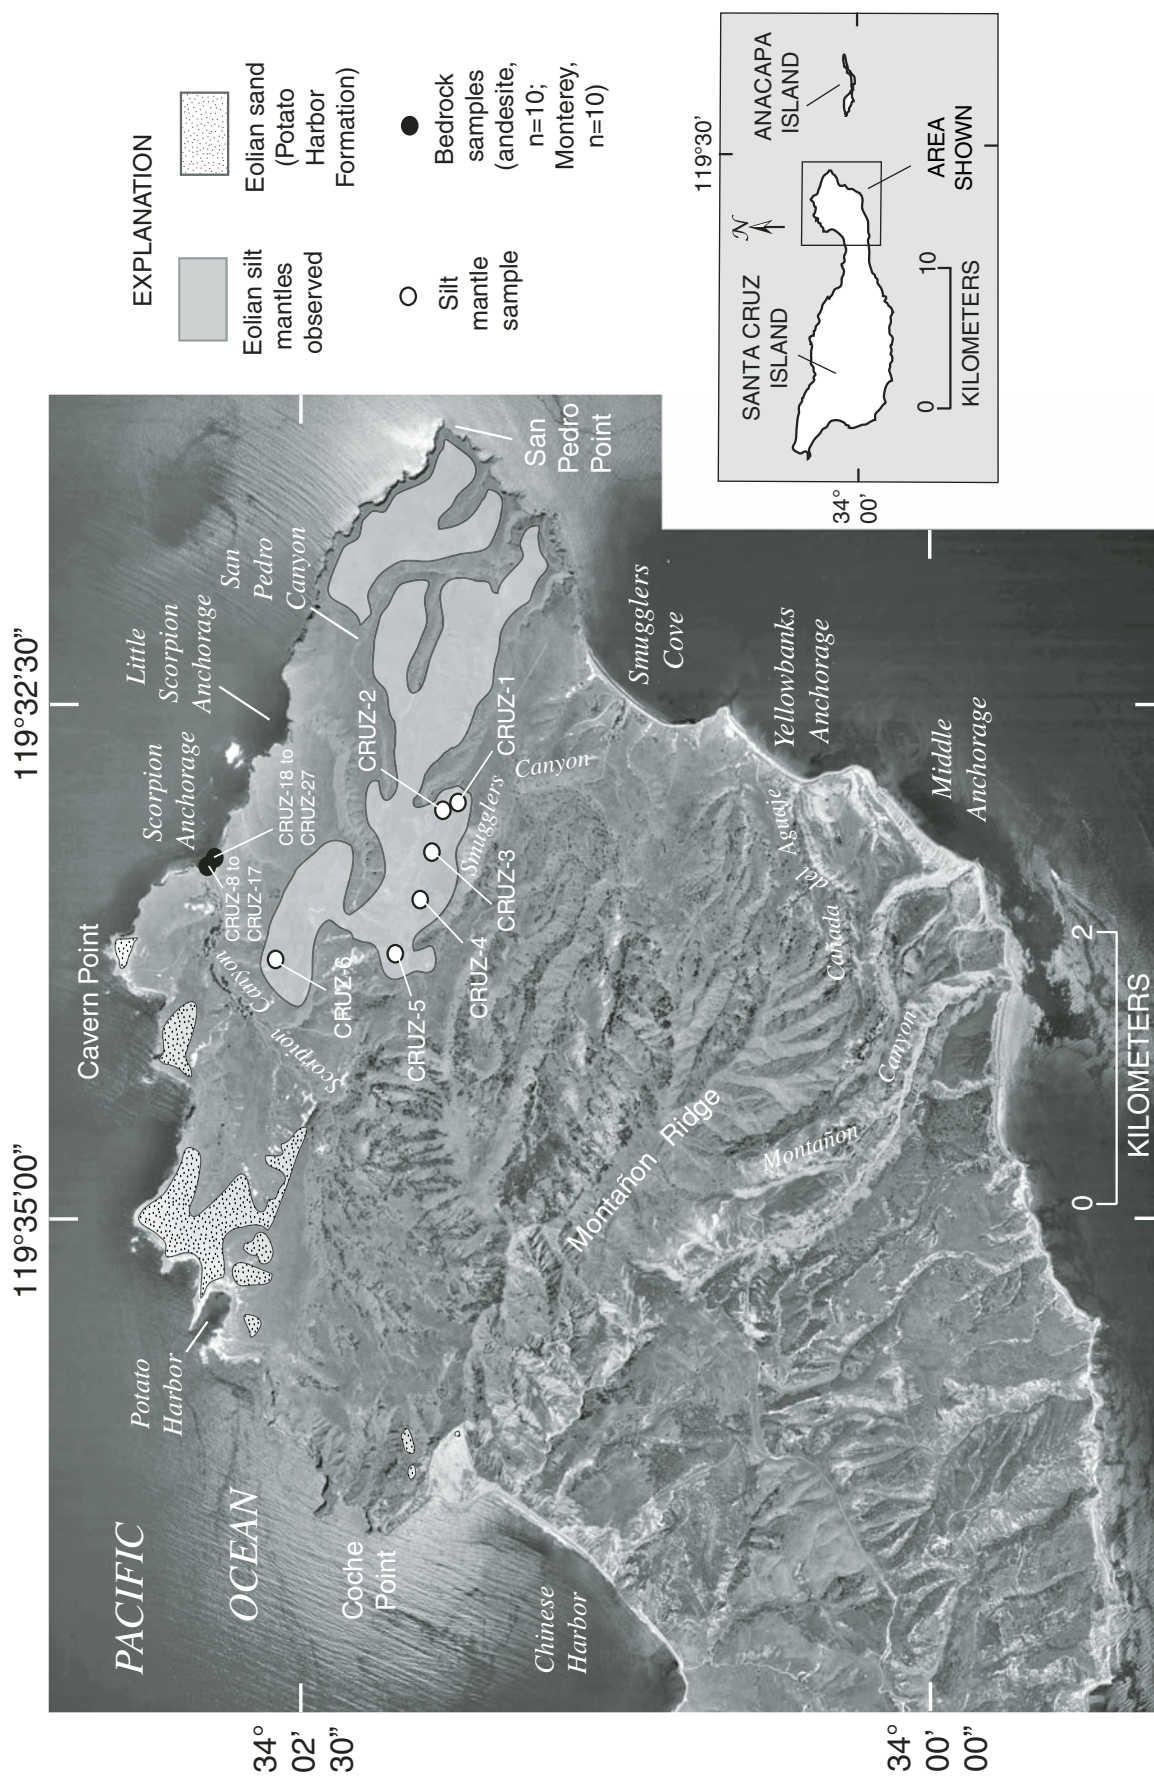 119°35’00”
119°32’30”
34°
02’
30”
34°
00’
00”
PACIFIC
OCEAN
Potato
Harbor
Cavern Point
Scorpion
Anchorage
Little
Scorpion
Anchorage
San
Pedro
Canyon
San
Pedro
Point
Coche
Point
Chinese
Harbor
Scorpion
Canyon
CRUZ-8 to
CRUZ-17
CRUZ-18 to
CRUZ-27
CRUZ-6
CRUZ-5
CRUZ-4
CRUZ-3
CRUZ-2
CRUZ-1
Smugglers
Canyon
Smugglers
Cove
Yellowbanks
Anchorage
Middle
Anchorage
Montañon Ridge
Montañon
Canyon
Cañada
del
Aguaje
0 2
KILOMETERS
EXPLANATION
Eolian silt
mantles
observed
Eolian sand
(Potato
Harbor
Formation)
Silt
mantle
sample
Bedrock
samples
(andesite,
n=10;
Monterey,
n=10)
119°30’
34°
00’
N
SANTA CRUZ
ISLAND
ANACAPA
ISLAND
AREA
SHOWN
0 10
KILOMETERS